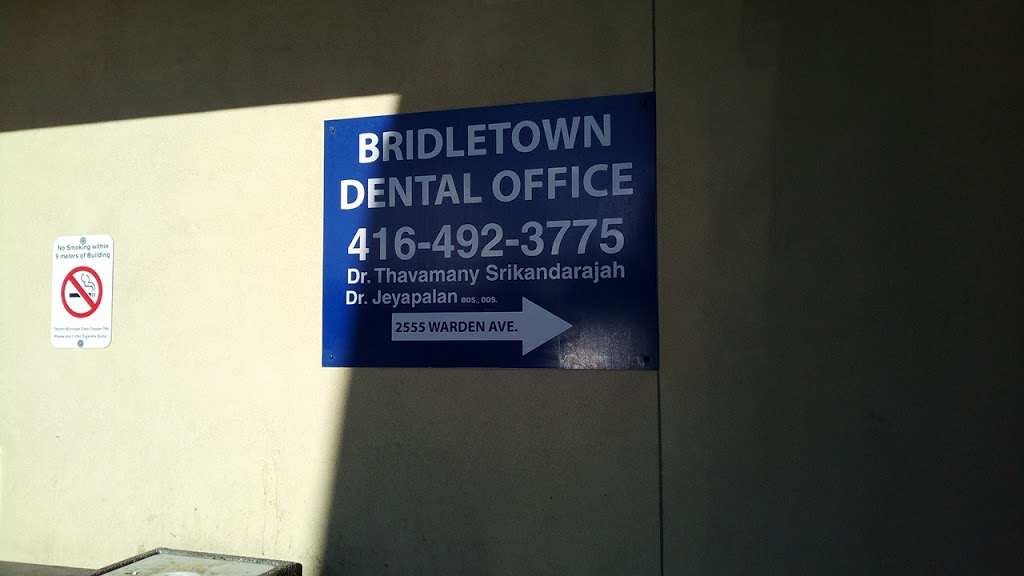 BRIDLETOWN
DENTAL OFFICE
416-492-3775
Dr. Thavamany Srikandarajah
Dr. Jeyapalan BDS., DDS.
2555 WARDEN AVE.
No Smoking within
9 meters of Building